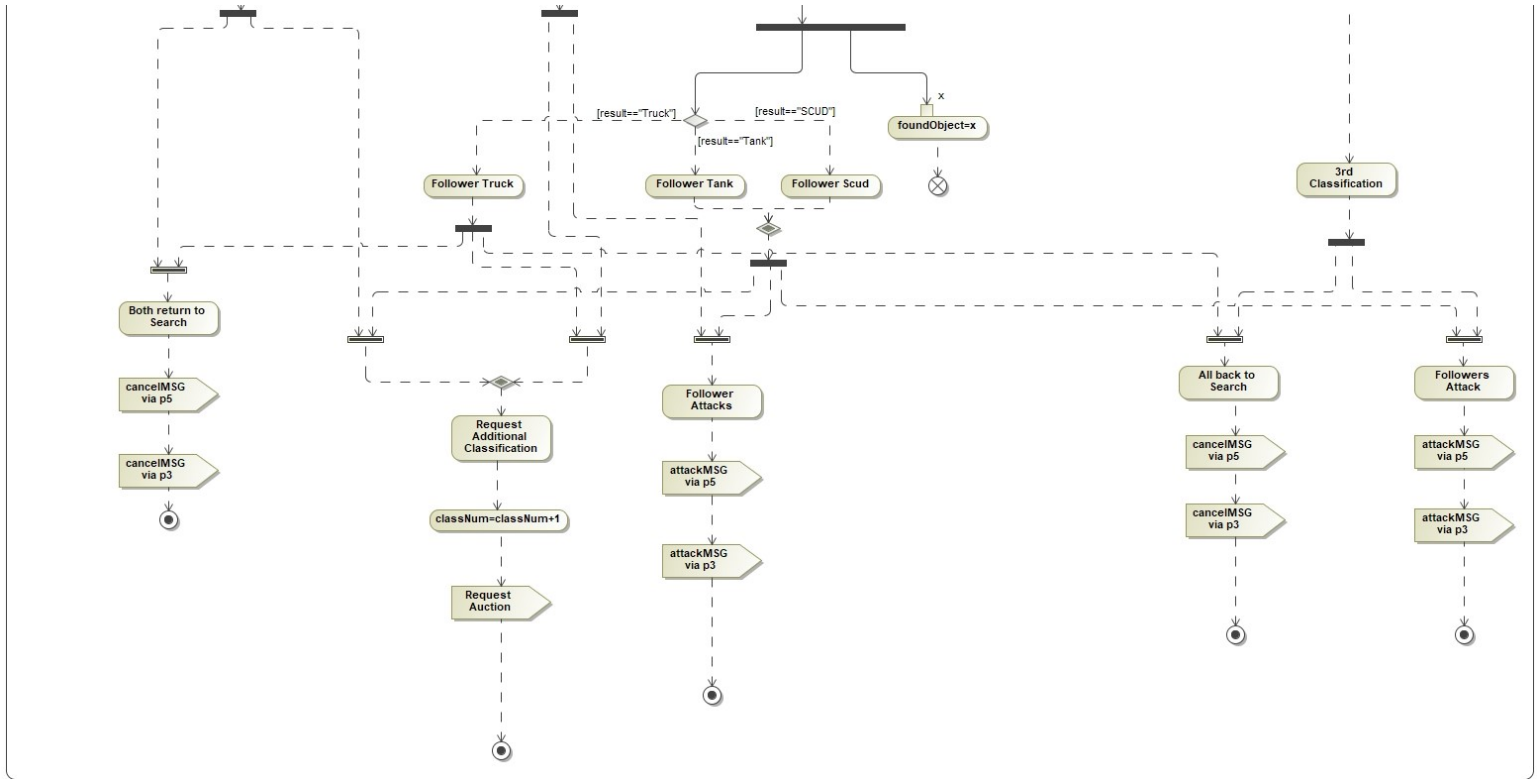 x
[result=="Truck"]
[result=="SCUD"]
foundObject=x
[result=="Tank"]
Follower Truck
Follower Tank
Follower Scud
3rd
Classification
Both return to
Search
cancelMSG
via p5
cancelMSG
via p3
Request
Additional
Classification
classNum=classNum+1
Request
Auction
Follower
Attacks
attackMSG
via p5
attackMSG
via p3
All back to
Search
cancelMSG
via p5
cancelMSG
via p3
Followers
Attack
attackMSG
via p5
attackMSG
via p3